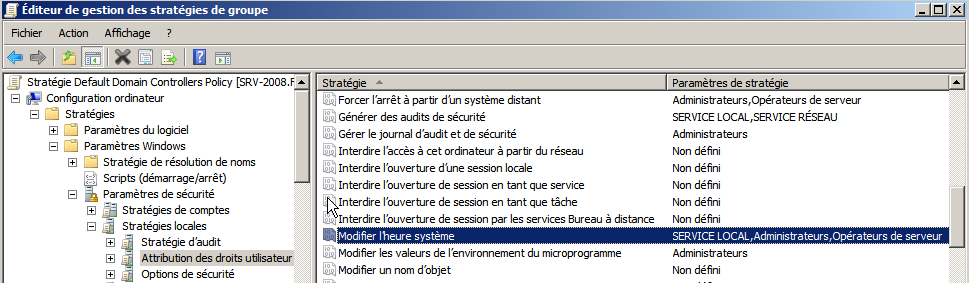 Éditeur de gestion des stratégies de groupe
Fichier Action Affichage ?
Stratégie Default Domain Controllers Policy [SRV-2008.F
Configuration ordinateur
Stratégies
Paramètres du logiciel
Paramètres Windows
Stratégie de résolution de noms
Scripts (démarrage/arrêt)
Paramètres de sécurité
Stratégies de comptes
Stratégies locales
Stratégie d'audit
Attribution des droits utilisateur
Options de sécurité
Stratégie Paramètres de stratégie
Forcer l'arrêt à partir d'un système distant Administrateurs,Opérateurs de serveur
Générer des audits de sécurité SERVICE LOCAL,SERVICE RÉSEAU
Gérer le journal d'audit et de sécurité Administrateurs
Interdire l'accès à cet ordinateur à partir du réseau Non défini
Interdire l'ouverture d'une session locale Non défini
Interdire l'ouverture de session en tant que service Non défini
Interdire l'ouverture de session en tant que tâche Non défini
Interdire l'ouverture de session par les services Bureau à distance Non défini
Modifier l'heure système SERVICE LOCAL,Administrateurs,Opérateurs de serveur
Modifier les valeurs de l'environnement du microprogramme Administrateurs
Modifier un nom d'objet Non défini